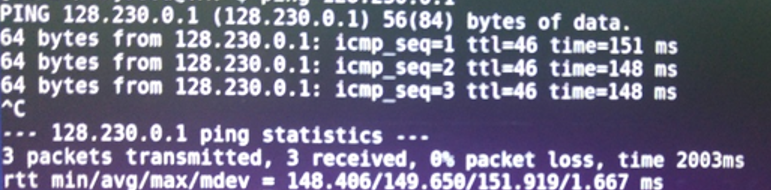 PING 128.230.0.1 (128.230.0.1) 56(84) bytes of data.
64 bytes from 128.230.0.1: icmp_seq=1 ttl=46 time=151 ms
64 bytes from 128.230.0.1: icmp_seq=2 ttl=46 time=148 ms
64 bytes from 128.230.0.1: icmp_seq=3 ttl=46 time=148 ms
^C
--- 128.230.0.1 ping statistics ---
3 packets transmitted, 3 received, 0% packet loss, time 2003ms
rtt min/avg/max/mdev = 148.406/149.650/151.919/1.667 ms